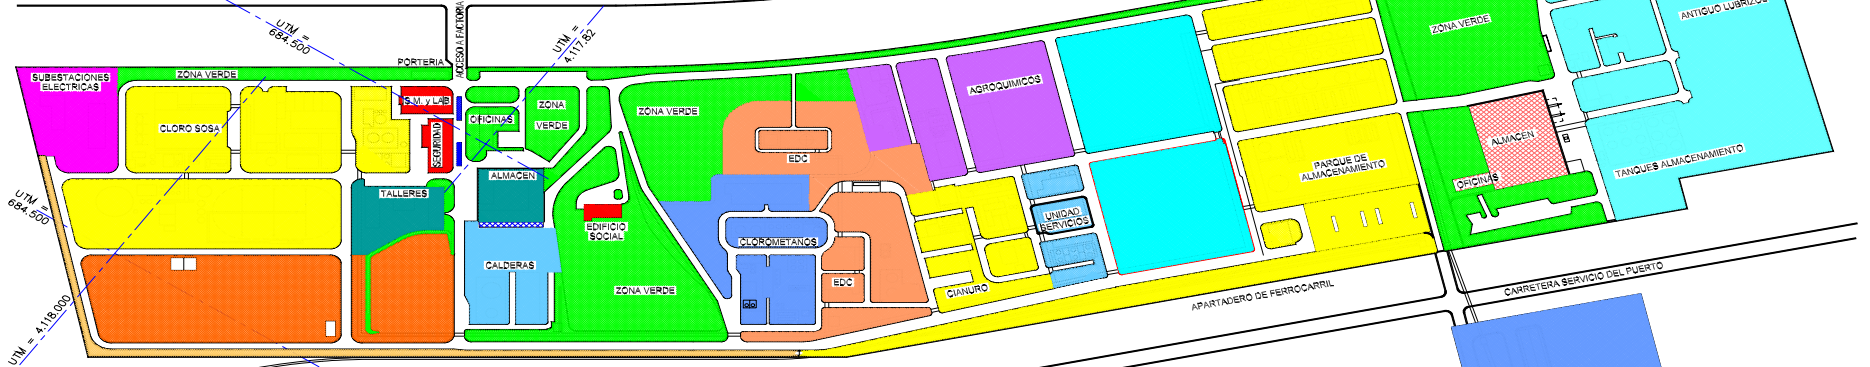 UTM =
684.500
ACCESO A FACTORIA
UTM =
4.117.82
ANTIGUO LUBRIZOL
ZONA VERDE
PORTERIA
SUBESTACIONES
ELECTRICAS
ZONA VERDE
S.M. y LAB
OFICINAS
ZONA
VERDE
ZONA VERDE
AGROQUIMICOS
CLORO SOSA
SEGURIDAD
ALMACEN
EDC
PARQUE DE
ALMACENAMIENTO
TANQUES ALMACENAMIENTO
OFICINAS
ALMACEN
TALLERES
UTM =
684.500
UNIDAD
SERVICIOS
EDIFICIO
SOCIAL
CLOROMETANOS
CALDERAS
ZONA VERDE
EDC
CIANURO
APARTADERO DE FERROCARRIL
CARRETERA SERVICIO DEL PUERTO
UTM = 4.118.000